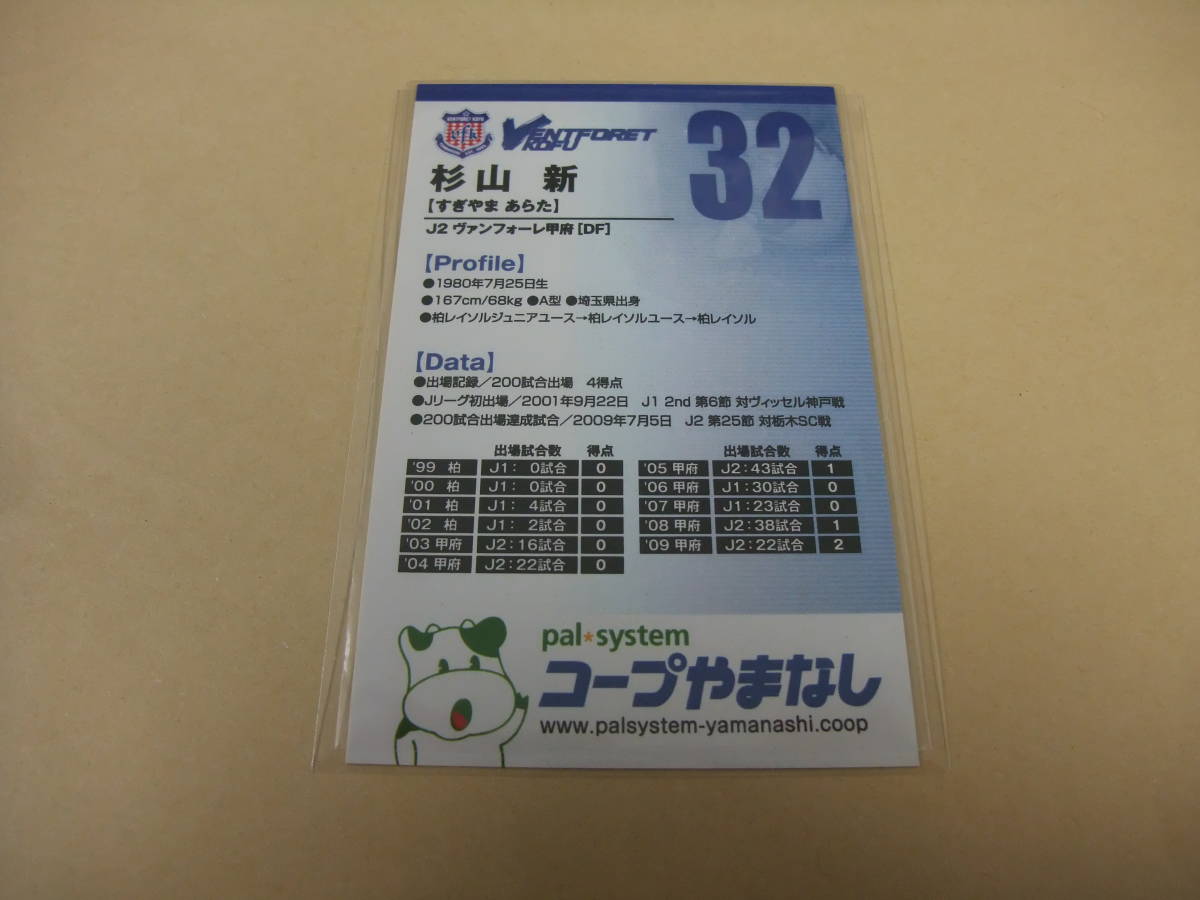 VENTFORET KOFU
vfk
VENTFORET
KOFU
32
杉山 新
【すぎやま あらた】
J2 ヴァンフォーレ甲府[DF]
【Profile】
●1980年7月25日生
●167cm/68kg ●A型 ●埼玉県出身
●柏レイソルジュニアユース→柏レイソルユース→柏レイソル
【Data】
●出場記録／200試合出場　4得点
●Jリーグ初出場／2001年9月22日　J1 2nd 第6節 対ヴィッセル神戸戦
●200試合出場達成試合／2009年7月5日　J2 第25節 対栃木SC戦
出場試合数 得点
'99 柏 J1： 0試合 0
'00 柏 J1： 0試合 0
'01 柏 J1： 4試合 0
'02 柏 J1： 2試合 0
'03 甲府 J2：16試合 0
'04 甲府 J2：22試合 0
出場試合数 得点
'05 甲府 J2：43試合 1
'06 甲府 J1：30試合 0
'07 甲府 J1：23試合 0
'08 甲府 J2：38試合 1
'09 甲府 J2：22試合 2
pal*system
コープやまなし
www.palsystem-yamanashi.coop